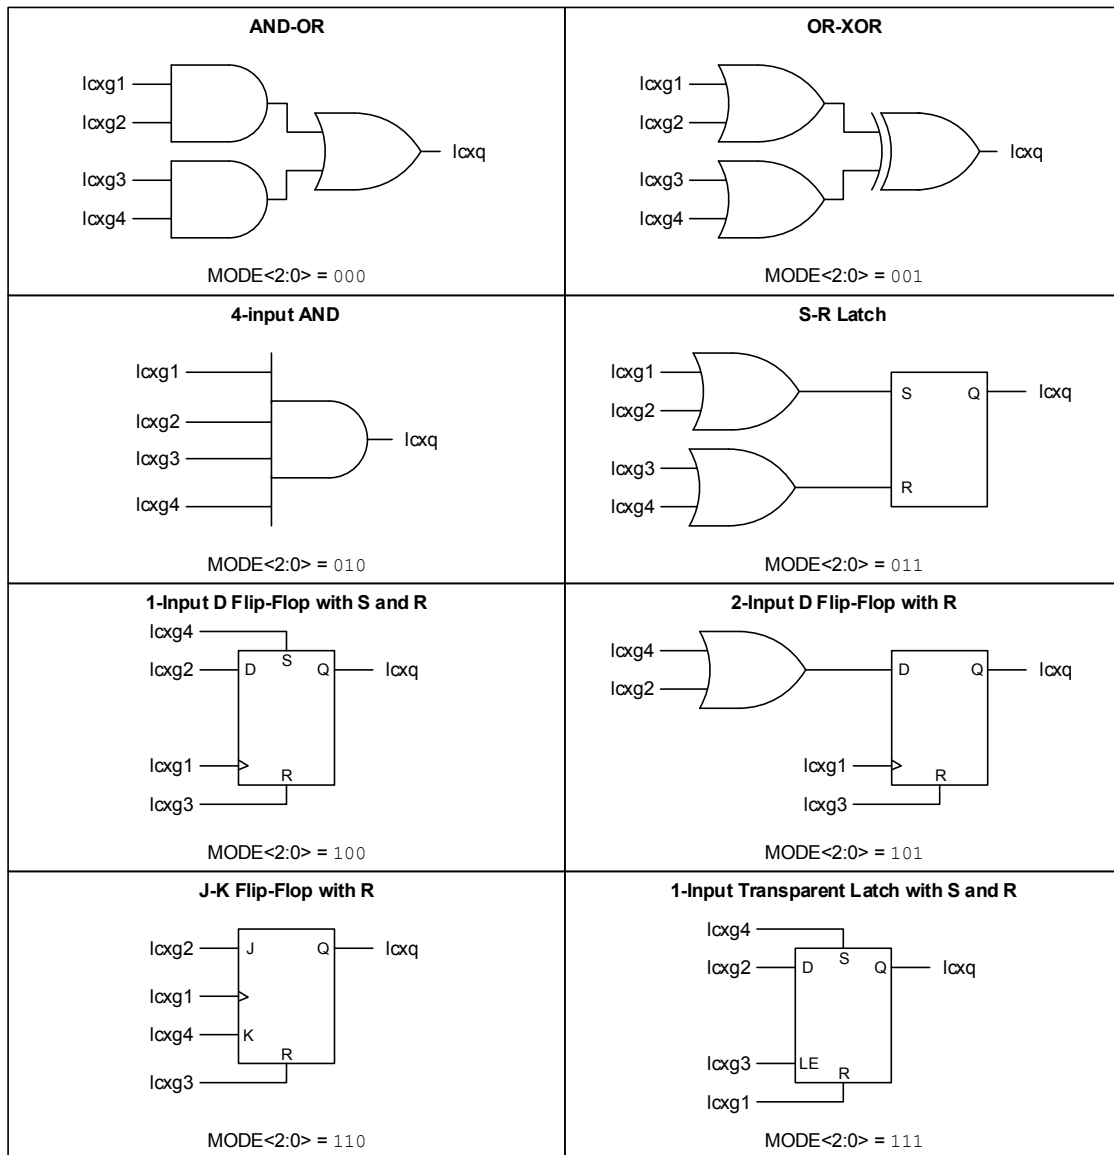 AND-OR
lcxg1
lcxg2
lcxg3
lcxg4
lcxq
MODE<2:0> = 000
OR-XOR
lcxg1
lcxg2
lcxg3
lcxg4
lcxq
MODE<2:0> = 001
4-input AND
lcxg1
lcxg2
lcxg3
lcxg4
lcxq
MODE<2:0> = 010
S-R Latch
lcxg1
lcxg2
lcxg3
lcxg4
S
Q
R
lcxq
MODE<2:0> = 011
1-Input D Flip-Flop with S and R
lcxg4
lcxg2
D
S
Q
lcxq
lcxg1
R
lcxg3
MODE<2:0> = 100
2-Input D Flip-Flop with R
lcxg4
lcxg2
D
Q
lcxq
lcxg1
R
lcxg3
MODE<2:0> = 101
J-K Flip-Flop with R
lcxg2
J
Q
lcxq
lcxg1
lcxg4
K
R
lcxg3
MODE<2:0> = 110
1-Input Transparent Latch with S and R
lcxg4
lcxg2
D
S
Q
lcxq
lcxg3
LE
R
lcxg1
MODE<2:0> = 111